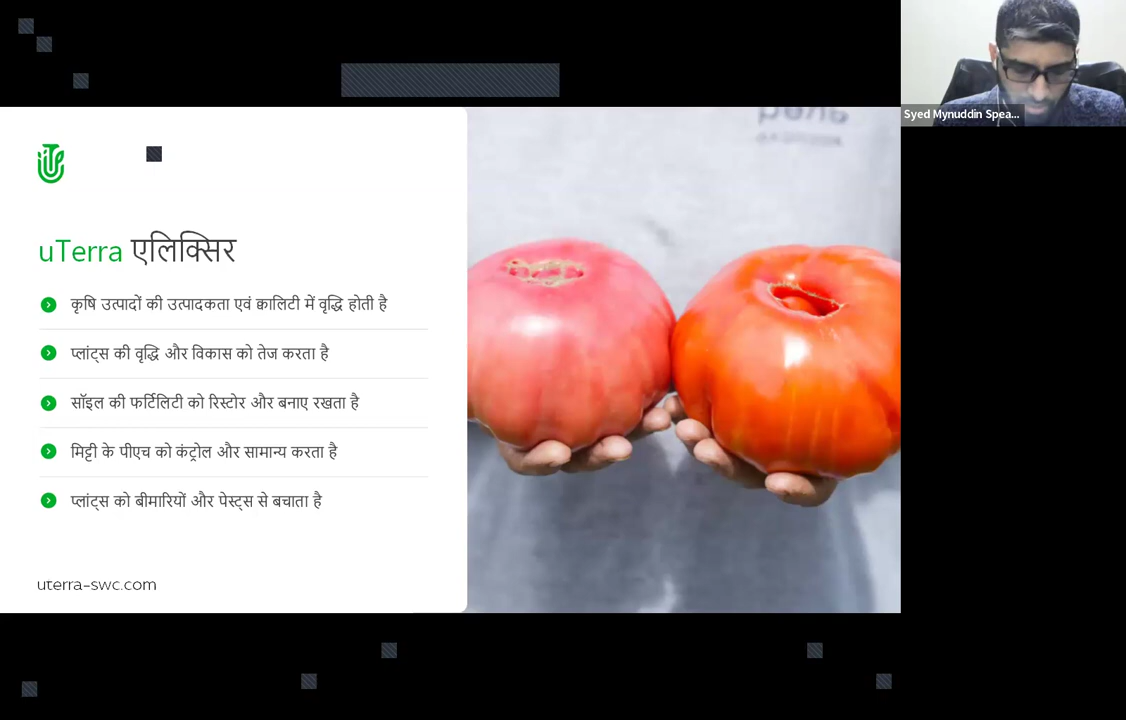 Syed Mynuddin Spea...
uTerra एलिक्सिर
कृषि उत्पादों की उत्पादकता एवं क्वालिटी में वृद्धि होती है
प्लांट्स की वृद्धि और विकास को तेज करता है
सॉइल की फर्टिलिटी को रिस्टोर और बनाए रखता है
मिट्टी के पीएच को कंट्रोल और सामान्य करता है
प्लांट्स को बीमारियों और पेस्ट्स से बचाता है
uterra-swc.com